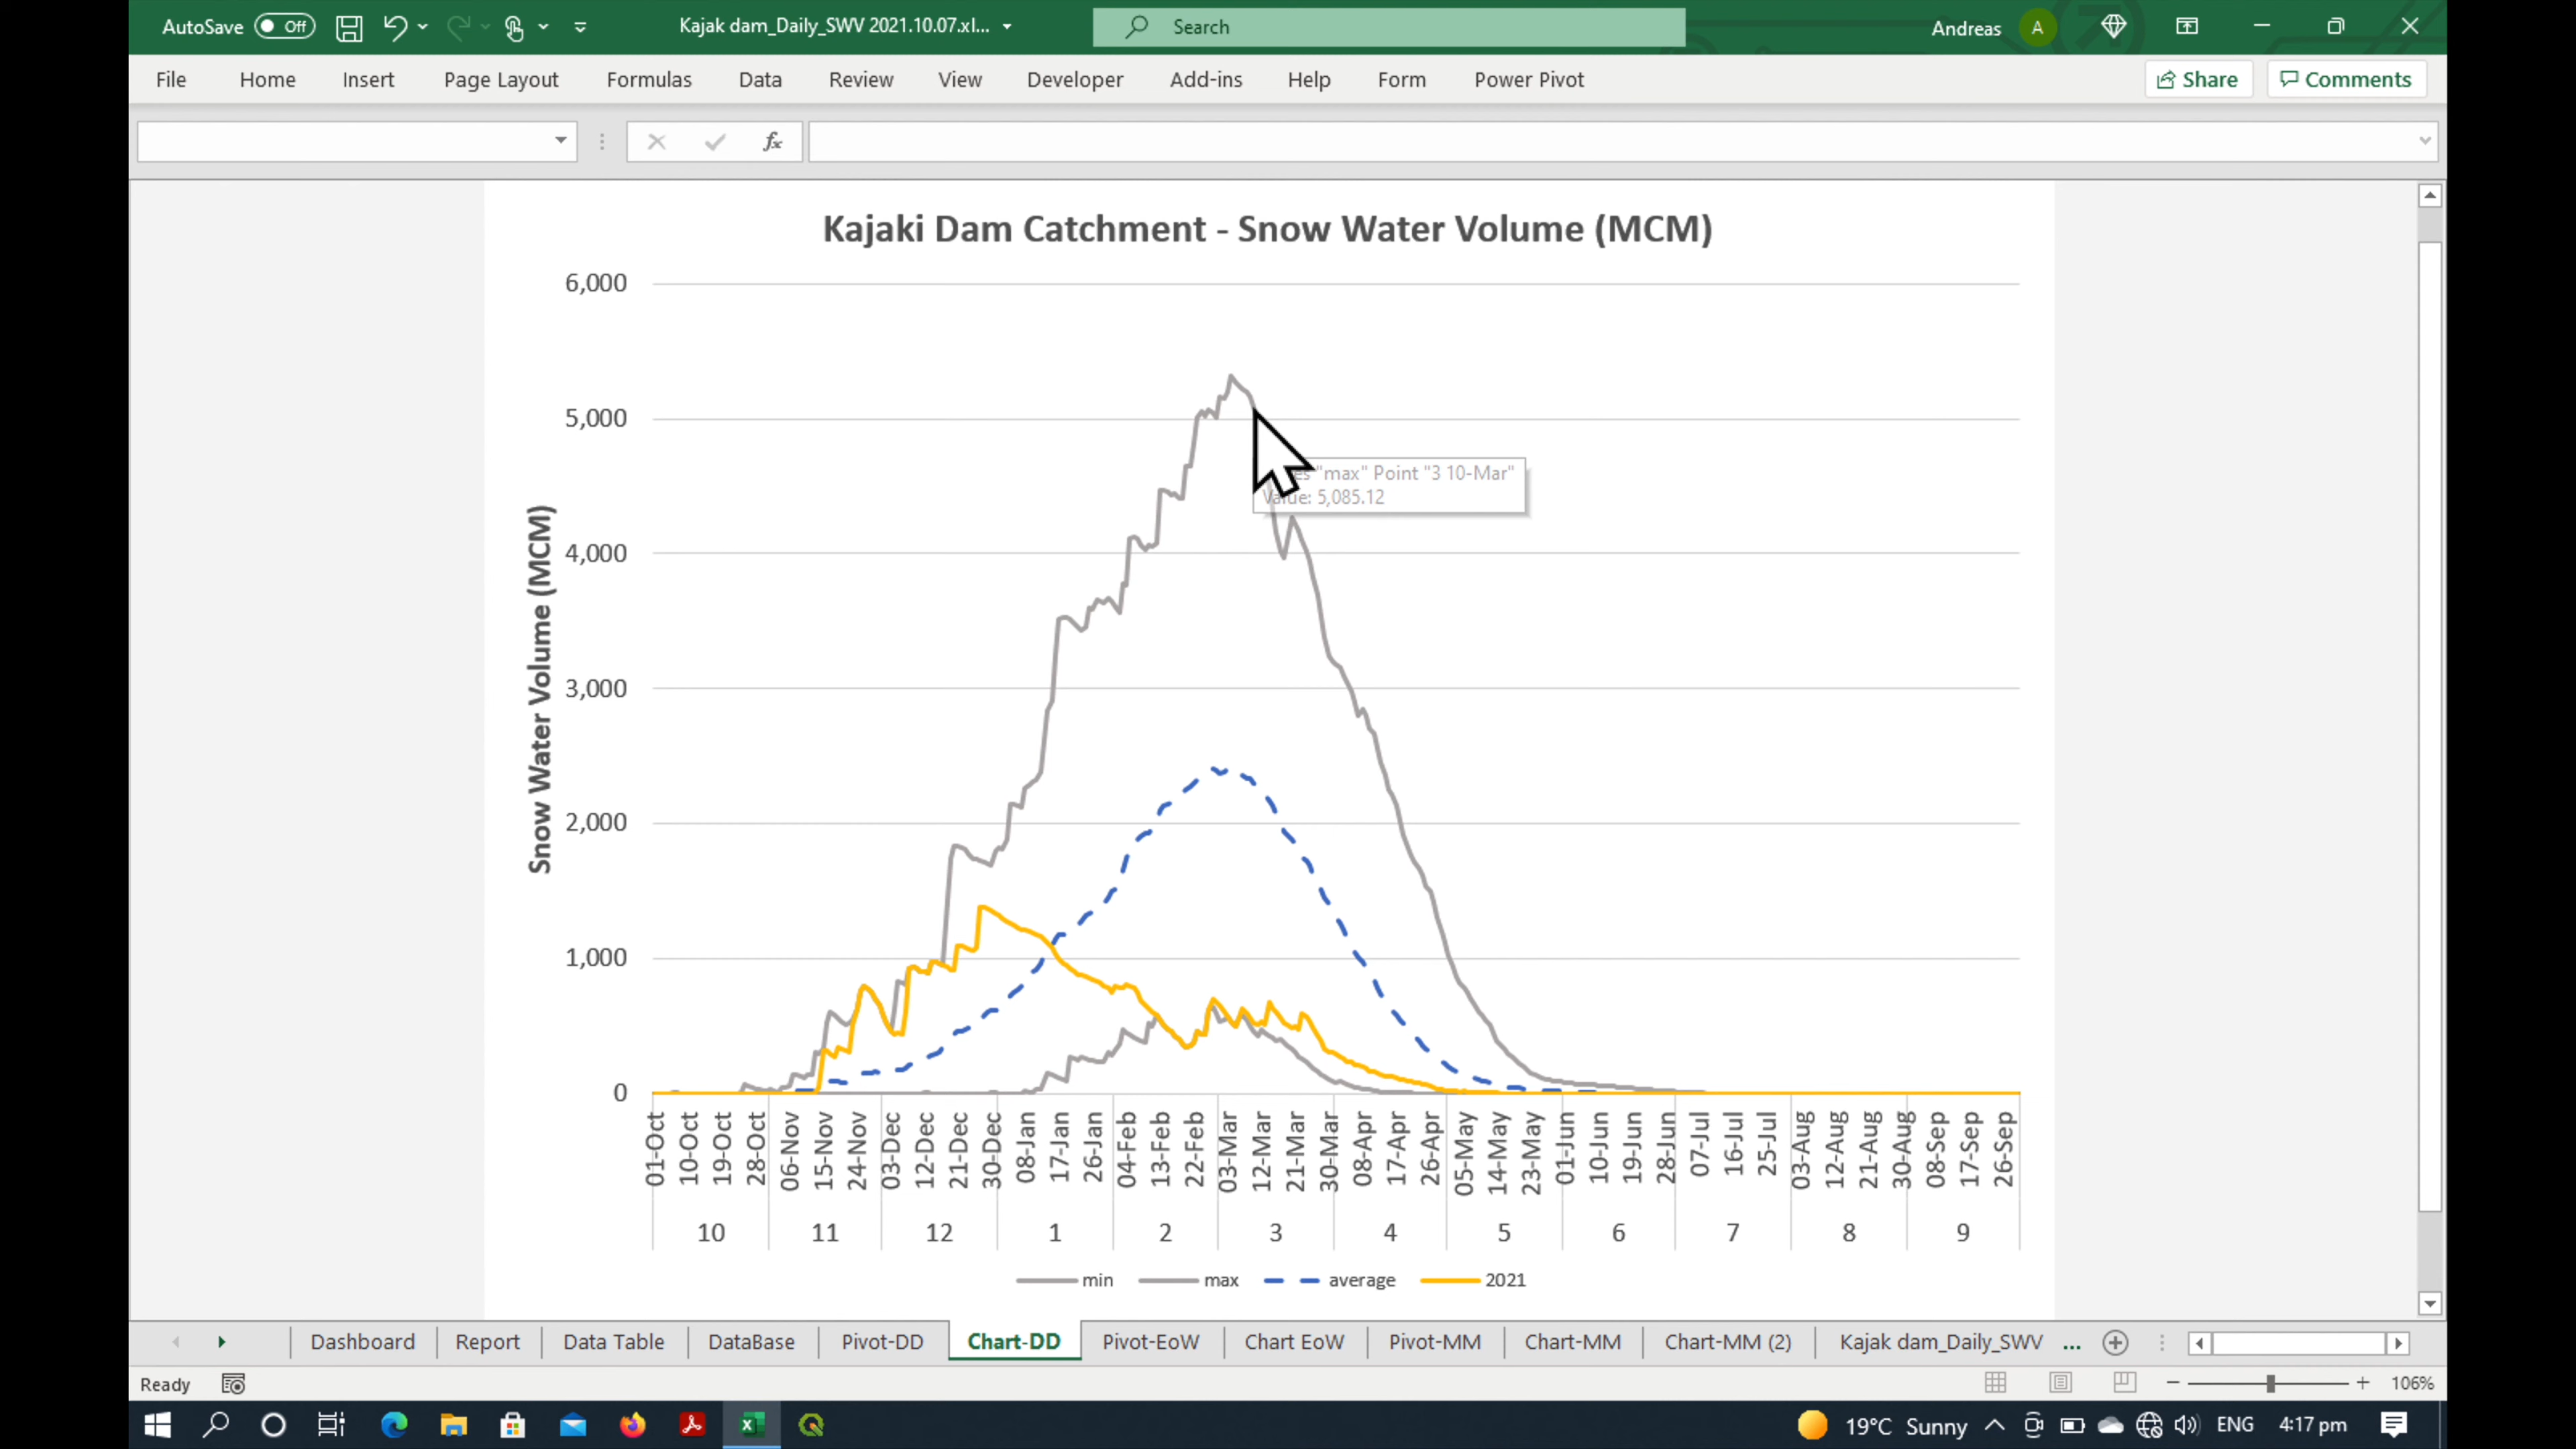 AutoSave Off Kajak dam_Daily_SWV 2021.10.07.xl... Search Andreas A
File Home Insert Page Layout Formulas Data Review View Developer Add-ins Help Form Power Pivot Share Comments
fx
Kajaki Dam Catchment - Snow Water Volume (MCM)
Snow Water Volume (MCM)
6,000
5,000
4,000
3,000
2,000
1,000
0
"max" Point "3 10-Mar"
Value: 5,085.12
01-Oct 10-Oct 19-Oct 28-Oct 06-Nov 15-Nov 24-Nov 03-Dec 12-Dec 21-Dec 30-Dec 08-Jan 17-Jan 26-Jan 04-Feb 13-Feb 22-Feb 03-Mar 12-Mar 21-Mar 30-Mar 08-Apr 17-Apr 26-Apr 05-May 14-May 23-May 01-Jun 10-Jun 19-Jun 28-Jun 07-Jul 16-Jul 25-Jul 03-Aug 12-Aug 21-Aug 30-Aug 08-Sep 17-Sep 26-Sep
10 11 12 1 2 3 4 5 6 7 8 9
min max average 2021
Dashboard Report Data Table DataBase Pivot-DD Chart-DD Pivot-EoW Chart EoW Pivot-MM Chart-MM Chart-MM (2) Kajak dam_Daily_SWV ...
Ready 106%
19°C Sunny ENG 4:17 pm